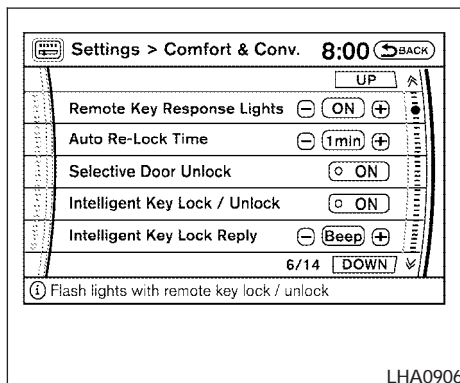 Settings > Comfort & Conv. 8:00 BACK
UP
Remote Key Response Lights − ON +
Auto Re-Lock Time − 1min +
Selective Door Unlock ON
Intelligent Key Lock / Unlock ON
Intelligent Key Lock Reply − Beep +
6/14 DOWN
i Flash lights with remote key lock / unlock
LHA0906